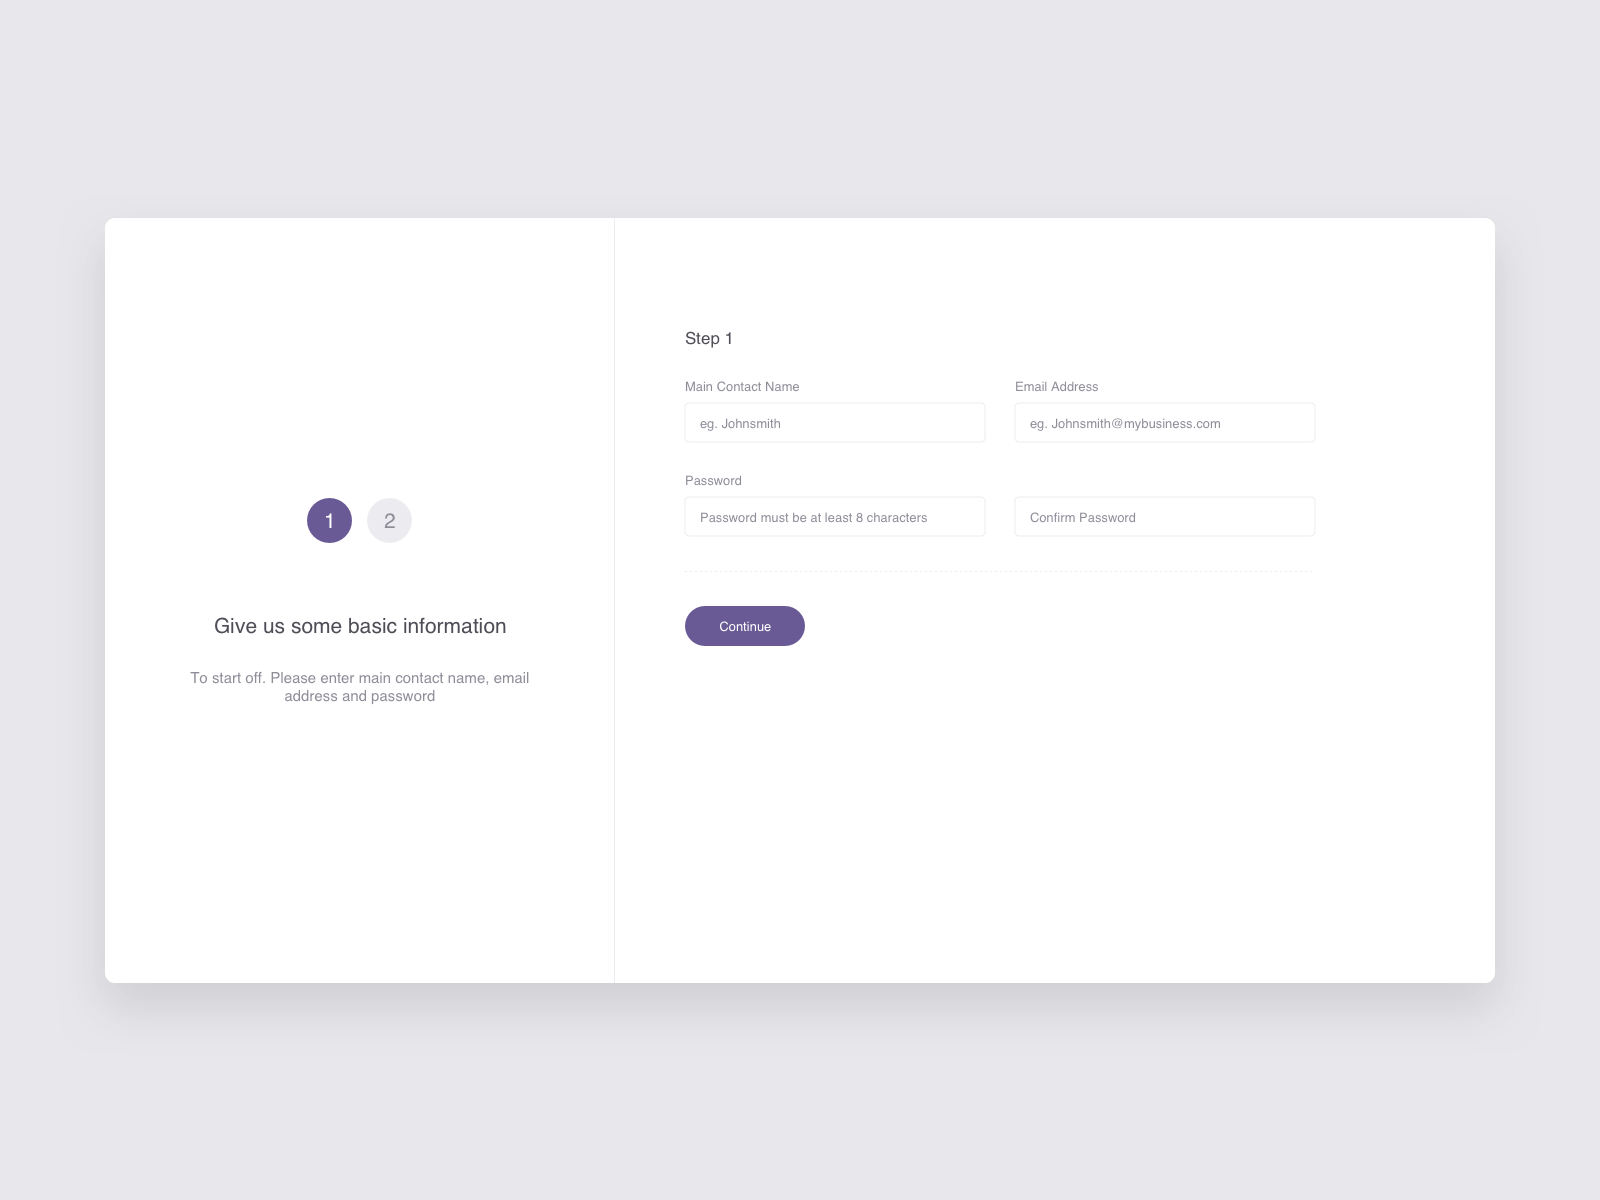 1
2
Give us some basic information
To start off. Please enter main contact name, email
address and password
Step 1
Main Contact Name
Email Address
eg. Johnsmith
eg. Johnsmith@mybusiness.com
Password
Password must be at least 8 characters
Confirm Password
Continue